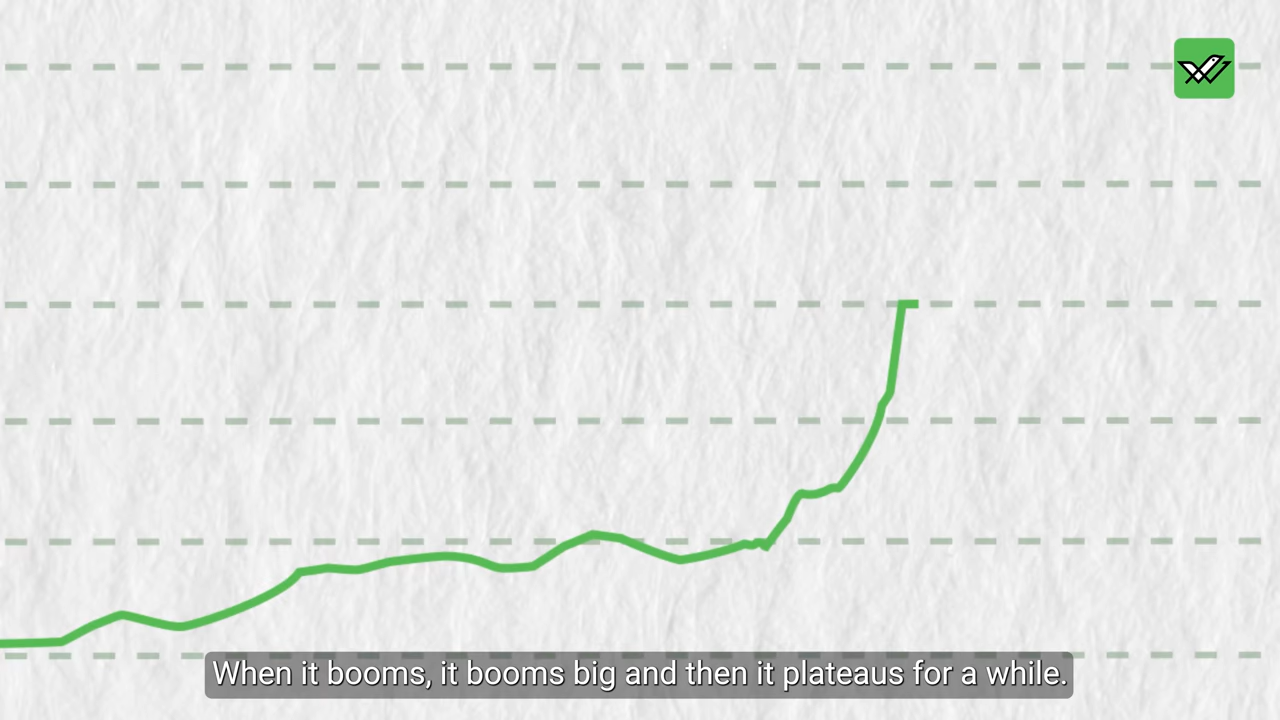 When it booms, it booms big and then it plateaus for a while.